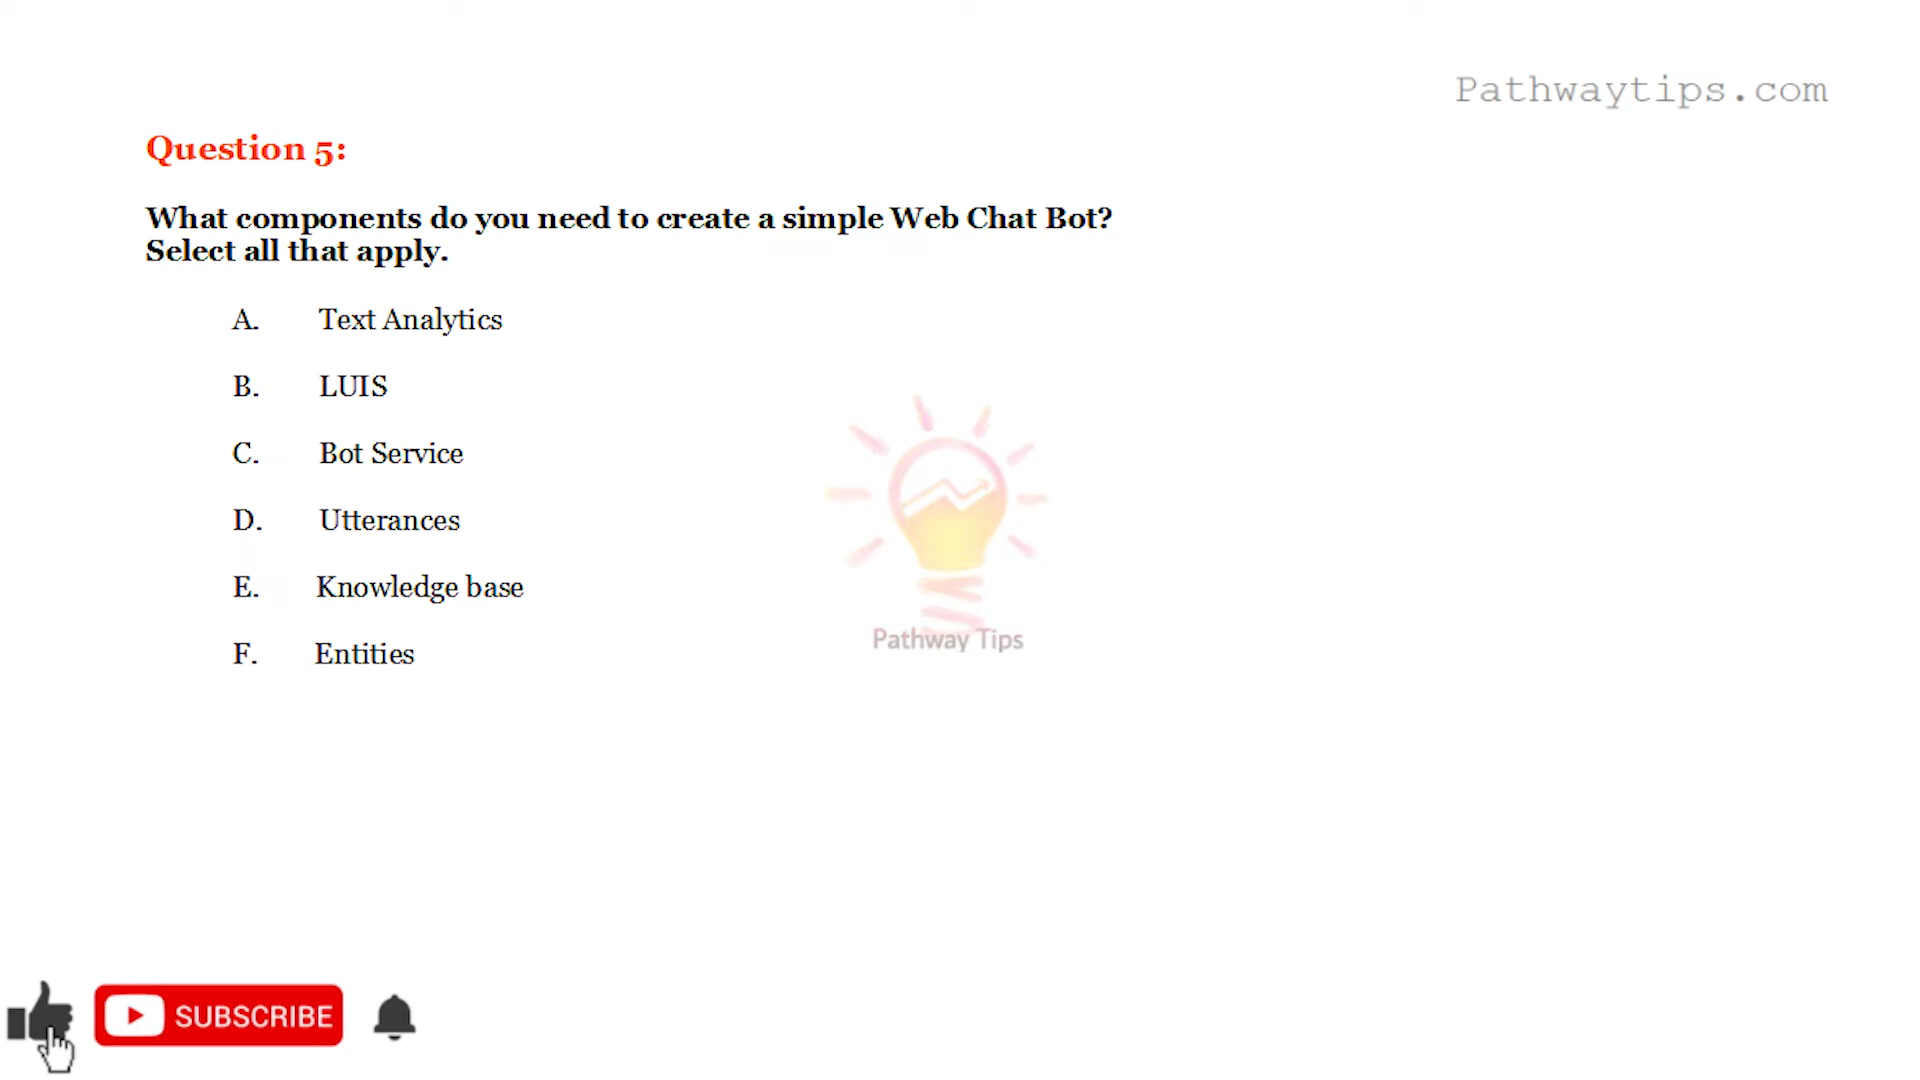 Pathwaytips.com
Question 5:
What components do you need to create a simple Web Chat Bot?
Select all that apply.
A. Text Analytics
B. LUIS
C. Bot Service
D. Utterances
E. Knowledge base
F. Entities
Pathway Tips
SUBSCRIBE